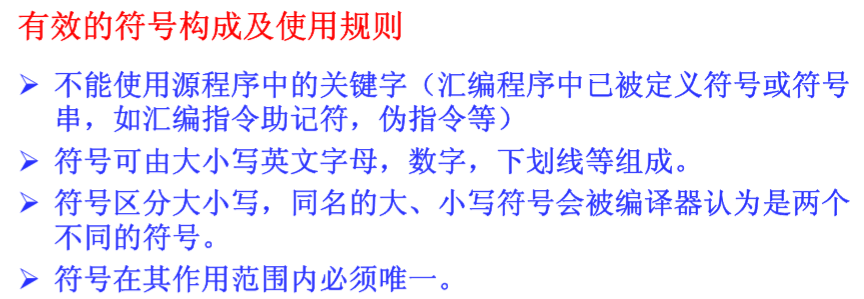 有效的符号构成及使用规则
➢ 不能使用源程序中的关键字（汇编程序中已被定义符号或符号
串，如汇编指令助记符，伪指令等）
➢ 符号可由大小写英文字母，数字，下划线等组成。
➢ 符号区分大小写，同名的大、小写符号会被编译器认为是两个
不同的符号。
➢ 符号在其作用范围内必须唯一。